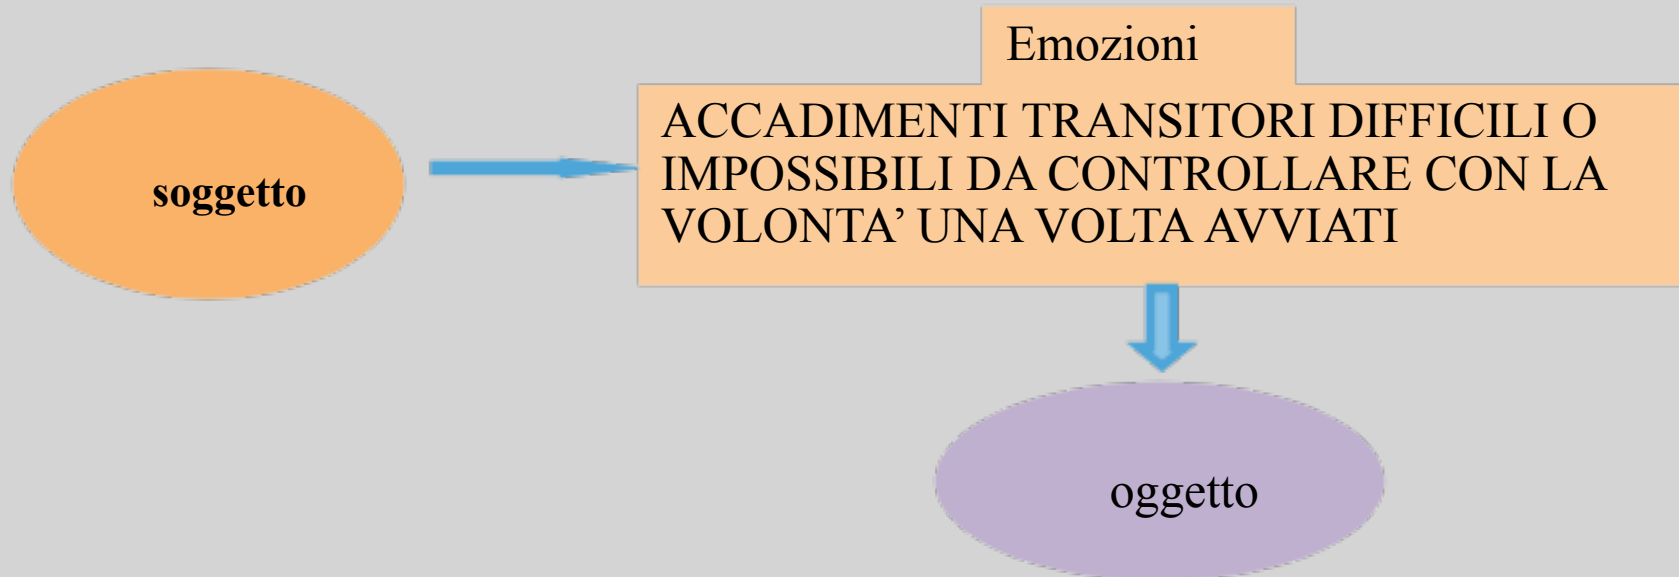 Emozioni
soggetto
ACCADIMENTI TRANSITORI DIFFICILI O
IMPOSSIBILI DA CONTROLLARE CON LA
VOLONTA’ UNA VOLTA AVVIATI
oggetto